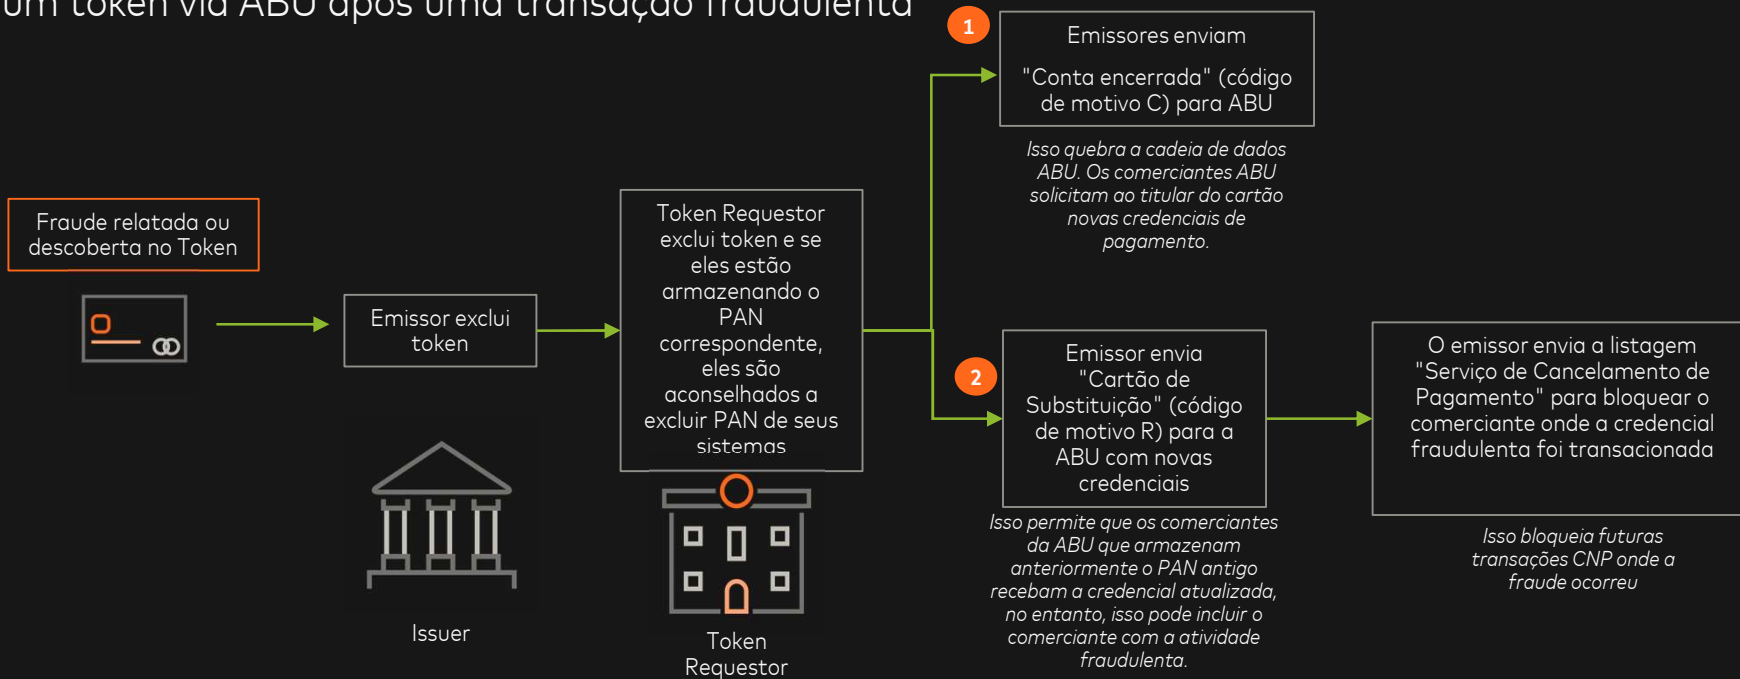 um token via ABU após uma transação fraudulenta
Fraude relatada ou
descoberta no Token
Emissor exclui
token
Issuer
Token Requestor
exclui token e se
eles estão
armazenando o
PAN
correspondente,
eles são
aconselhados a
excluir PAN de seus
sistemas
Token
Requestor
1
Emissores enviam
"Conta encerrada" (código
de motivo C) para ABU
Isso quebra a cadeia de dados
ABU. Os comerciantes ABU
solicitam ao titular do cartão
novas credenciais de
pagamento.
2
Emissor envia
"Cartão de
Substituição" (código
de motivo R) para a
ABU com novas
credenciais
Isso permite que os comerciantes
da ABU que armazenam
anteriormente o PAN antigo
recebam a credencial atualizada,
no entanto, isso pode incluir o
comerciante com a atividade
fraudulenta.
O emissor envia a listagem
"Serviço de Cancelamento de
Pagamento" para bloquear o
comerciante onde a credencial
fraudulenta foi transacionada
Isso bloqueia futuras
transações CNP onde a
fraude ocorreu